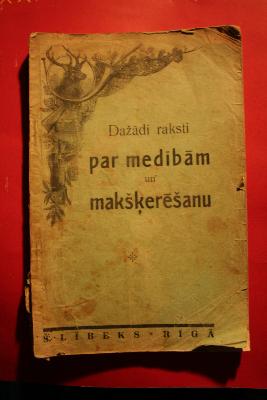 Dažādi raksti
par medibām
un
makšķerēšanu
Š. LĪBEKS • RĪGĀ